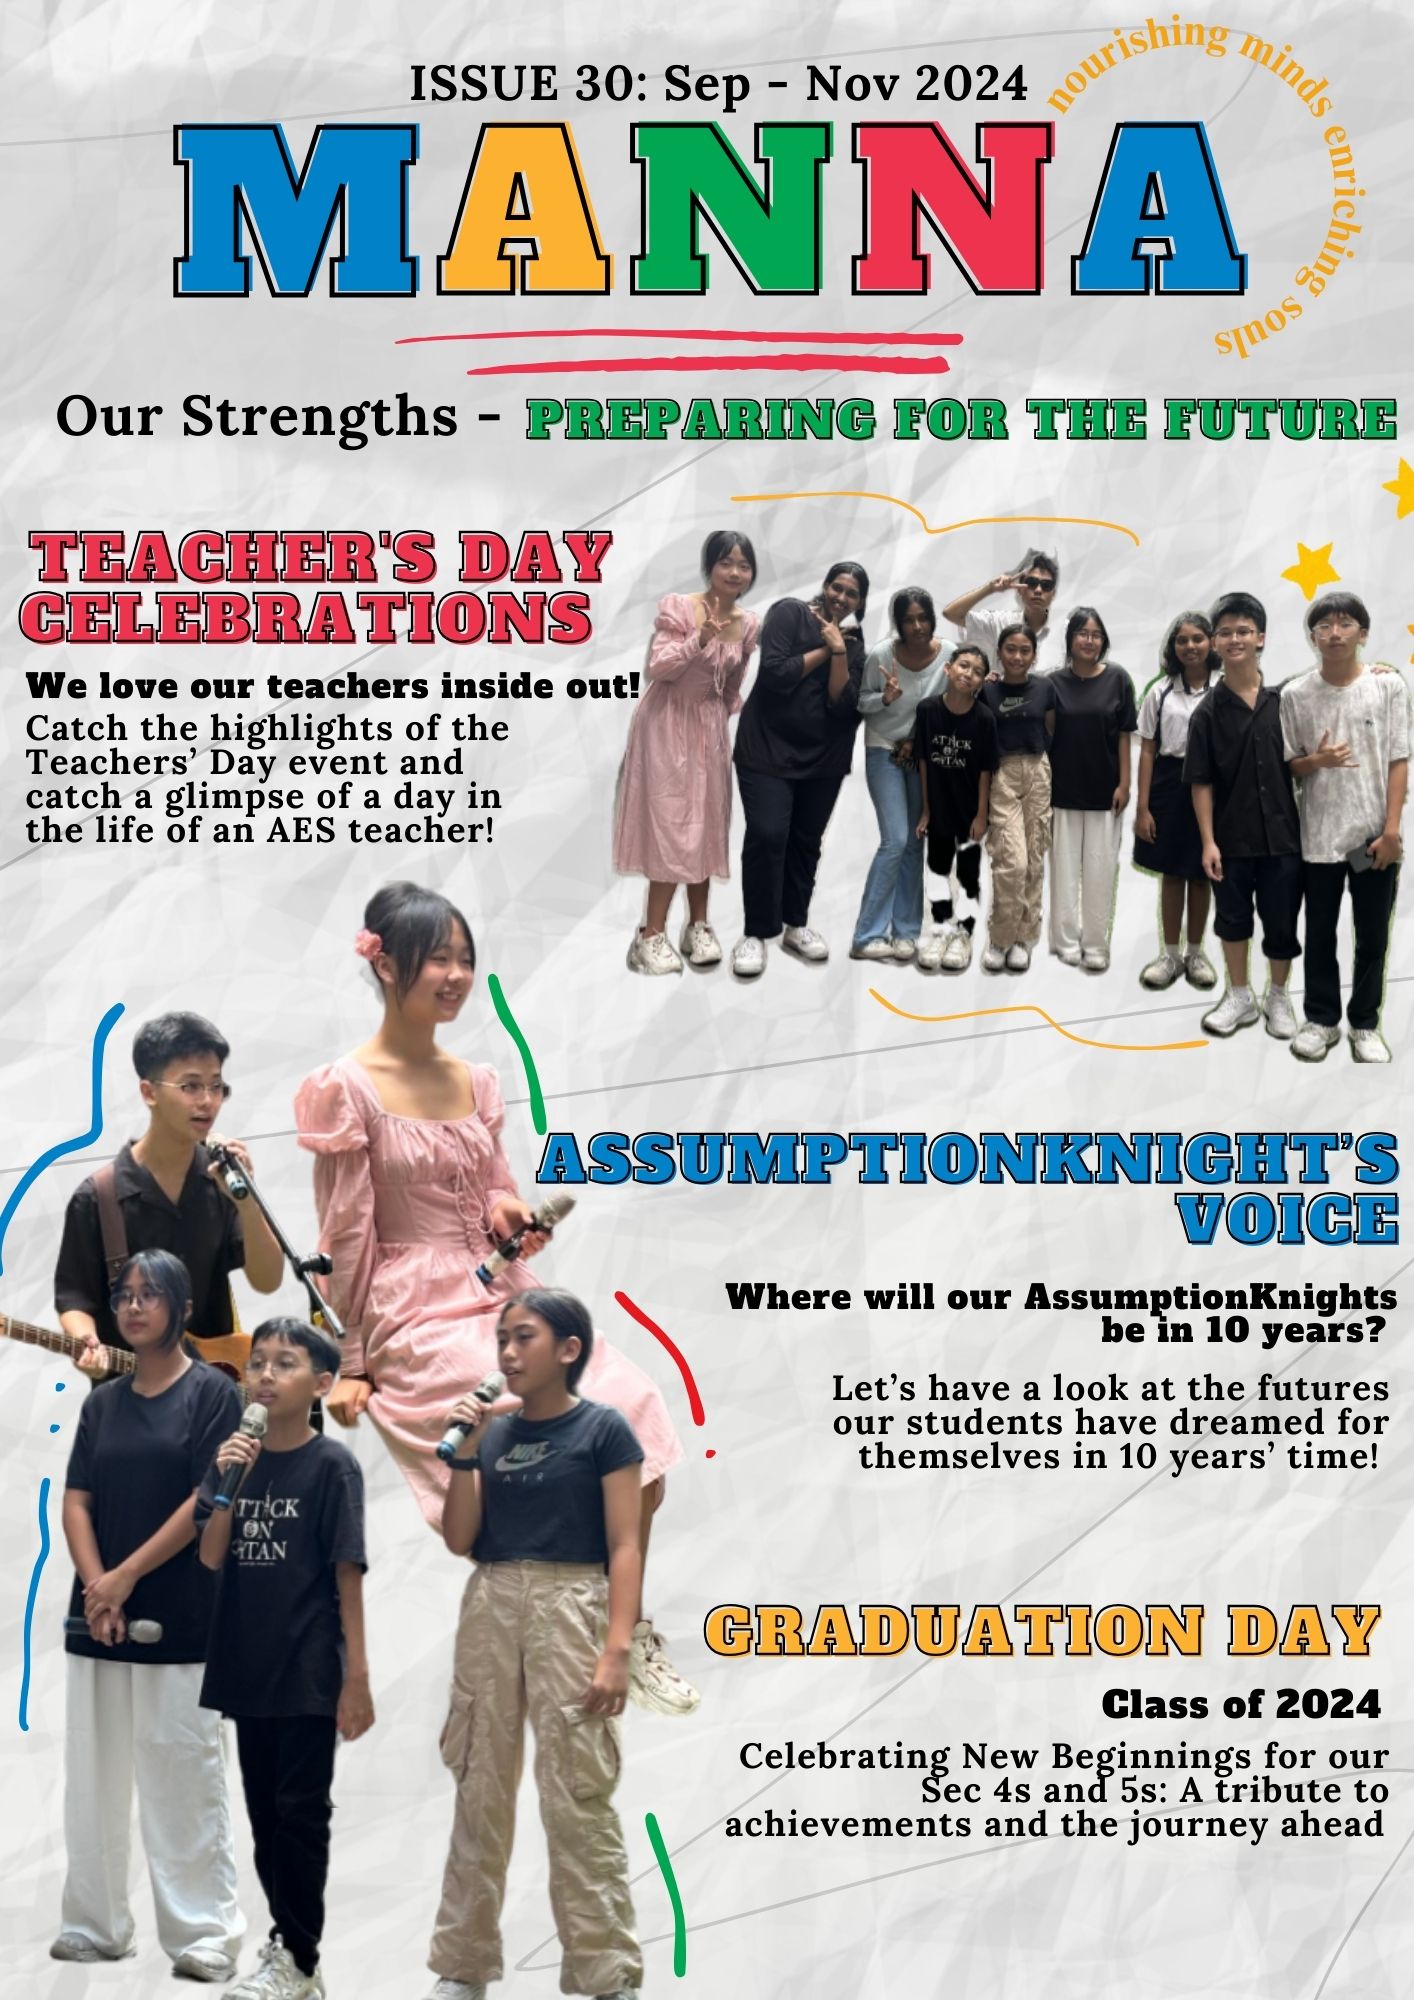 ISSUE 30: Sep - Nov 2024
nourishing minds enriching souls
MANNA
Our Strengths - PREPARING FOR THE FUTURE
TEACHER'S DAY
CELEBRATIONS
We love our teachers inside out!
Catch the highlights of the
Teachers’ Day event and
catch a glimpse of a day in
the life of an AES teacher!
ATTACK
ON
TITAN
ASSUMPTIONKNIGHT’S
VOICE
Where will our AssumptionKnights
be in 10 years?
Let’s have a look at the futures
our students have dreamed for
themselves in 10 years’ time!
NIKE
AIR
ATTACK
ON
TITAN
GRADUATION DAY
Class of 2024
Celebrating New Beginnings for our
Sec 4s and 5s: A tribute to
achievements and the journey ahead